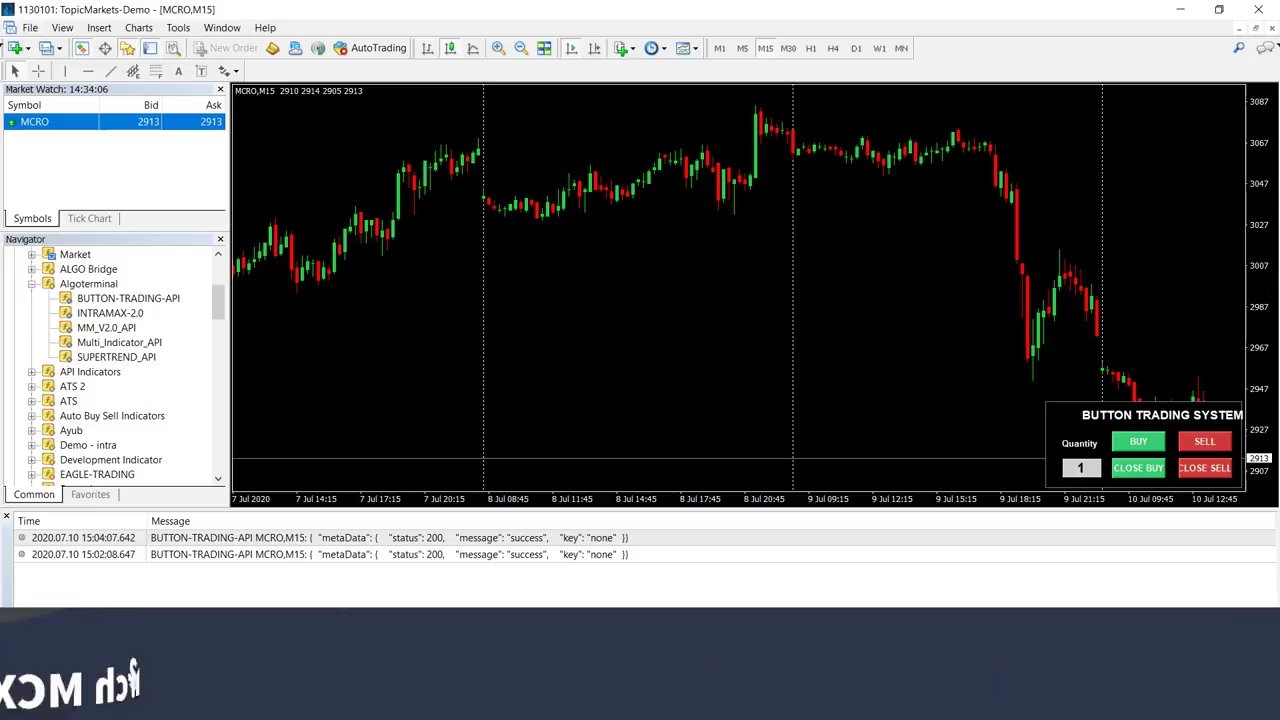 1130101: TopicMarkets-Demo - [MCRO,M15]
File View Insert Charts Tools Window Help
New Order AutoTrading M1 M5 M15 M30 H1 H4 D1 W1 MN
A T
Market Watch: 14:34:06
Symbol Bid Ask
MCRO 2913 2913
Symbols Tick Chart
Navigator
Market
ALGO Bridge
Algoterminal
BUTTON-TRADING-API
INTRAMAX-2.0
MM_V2.0_API
Multi_Indicator_API
SUPERTREND_API
API Indicators
ATS 2
ATS
Auto Buy Sell Indicators
Ayub
Demo - intra
Development Indicator
EAGLE-TRADING
Common Favorites
MCRO,M15 2910 2914 2905 2913
3087
3067
3047
3027
3007
2987
2967
2947
2927
2913
2907
BUTTON TRADING SYSTEM
Quantity BUY SELL
1 CLOSE BUY CLOSE SELL
7 Jul 2020 7 Jul 14:15 7 Jul 17:15 7 Jul 20:15 8 Jul 08:45 8 Jul 11:45 8 Jul 14:45 8 Jul 17:45 8 Jul 20:45 9 Jul 09:15 9 Jul 12:15 9 Jul 15:15 9 Jul 18:15 9 Jul 21:15 10 Jul 09:45 10 Jul 12:45
Time Message
2020.07.10 15:04:07.642 BUTTON-TRADING-API MCRO,M15: { "metaData": { "status": 200, "message": "success", "key": "none" }}
2020.07.10 15:02:08.647 BUTTON-TRADING-API MCRO,M15: { "metaData": { "status": 200, "message": "success", "key": "none" }}